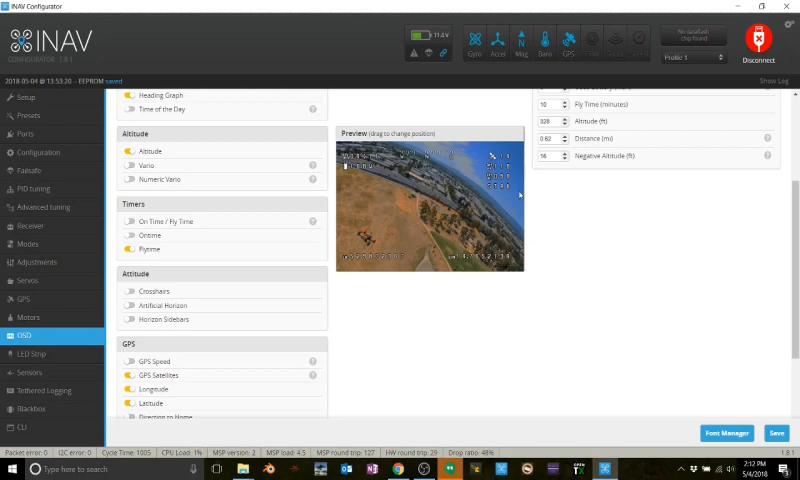 INAV Configurator
INAV
CONFIGURATOR 1.8.1
11.4 V
Gyro
Accel
Mag
Baro
GPS
No dataflash
chip found
Profile 1
Disconnect
2018-05-04 @ 13:53:20 -- EEPROM saved
Show Log
Setup
Presets
Ports
Configuration
Failsafe
PID tuning
Advanced tuning
Receiver
Modes
Adjustments
Servos
GPS
Motors
OSD
LED Strip
Sensors
Tethered Logging
Blackbox
CLI
Heading Graph
Time of the Day
Altitude
Altitude
Vario
Numeric Vario
Timers
On Time / Fly Time
Ontime
Flytime
Attitude
Crosshairs
Artificial Horizon
Horizon Sidebars
GPS
GPS Speed
GPS Satellites
Longitude
Latitude
Direction to Home
Preview (drag to change position)
10 Fly Time (minutes)
328 Altitude (ft)
0.62 Distance (mi)
16 Negative Altitude (ft)
Font Manager
Save
Packet error: 0 I2C error: 0 Cycle Time: 1005 CPU Load: 1% MSP version: 2 MSP load: 4.5 MSP round trip: 127 HW round trip: 29 Drop ratio: 48% 1.8.1
Type here to search
2:12 PM
5/4/2018